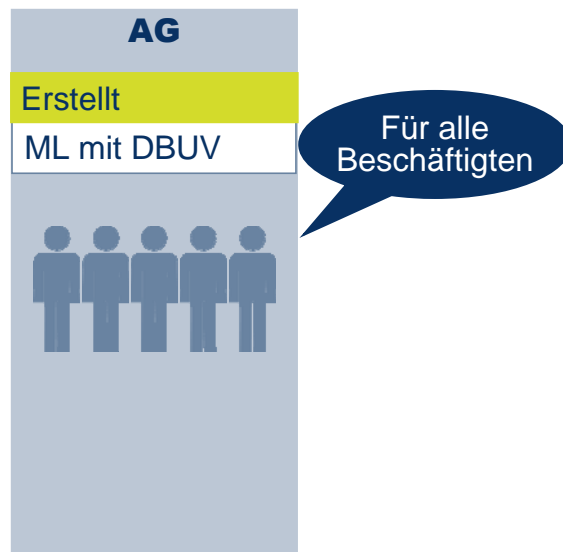 AG
Erstellt
ML mit DBUV
Für alle
Beschäftigten